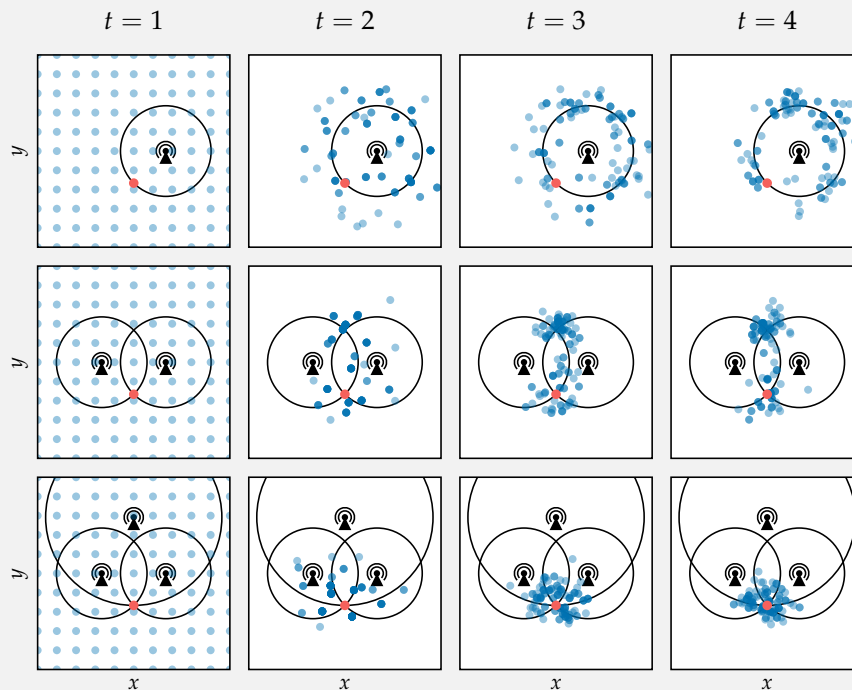 t = 1 t = 2 t = 3 t = 4
y
y
y
x x x x